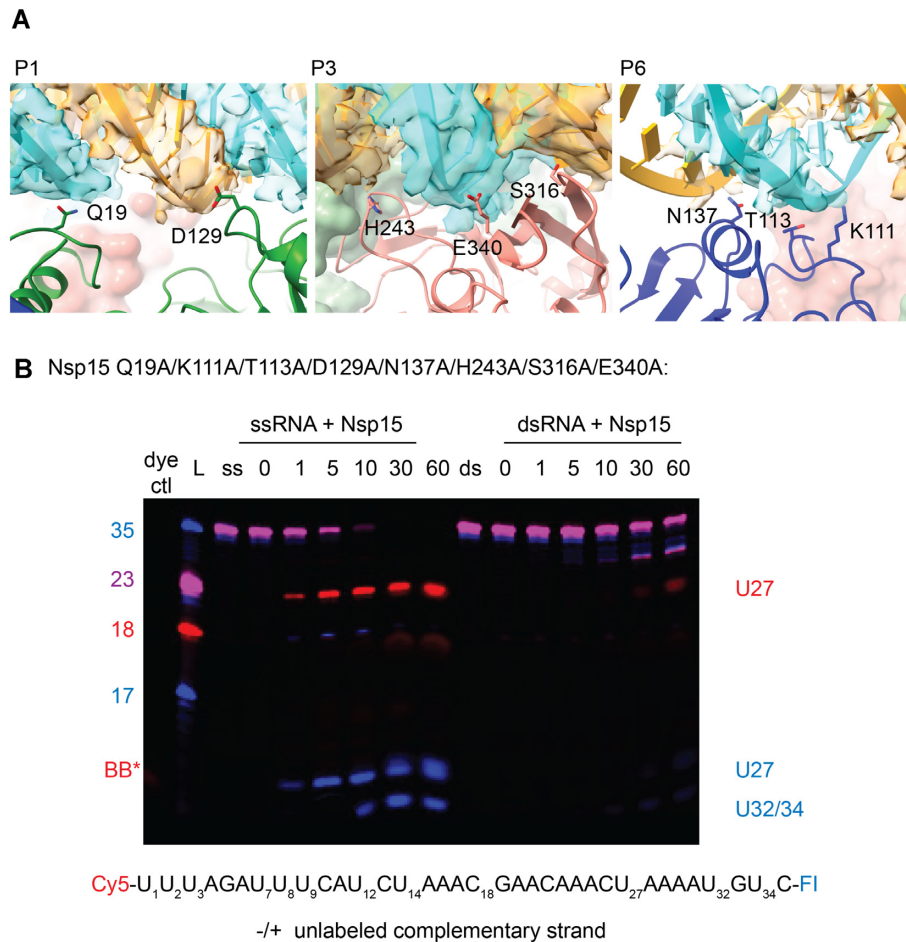 A
P1 P3 P6
Q19 D129 H243 E340 S316 N137 T113 K111
B Nsp15 Q19A/K111A/T113A/D129A/N137A/H243A/S316A/E340A:
ssRNA + Nsp15 dsRNA + Nsp15
dye ctl L ss 0 1 5 10 30 60 ds 0 1 5 10 30 60
35
23 U27
18
17
BB* U27
U32/34
Cy5-U₁U₂U₃AGAU₇U₈U₉CAU₁₂CU₁₄AAAC₁₈GAACAAACU₂₇AAAAU₃₂GU₃₄C-Fl
-/+ unlabeled complementary strand